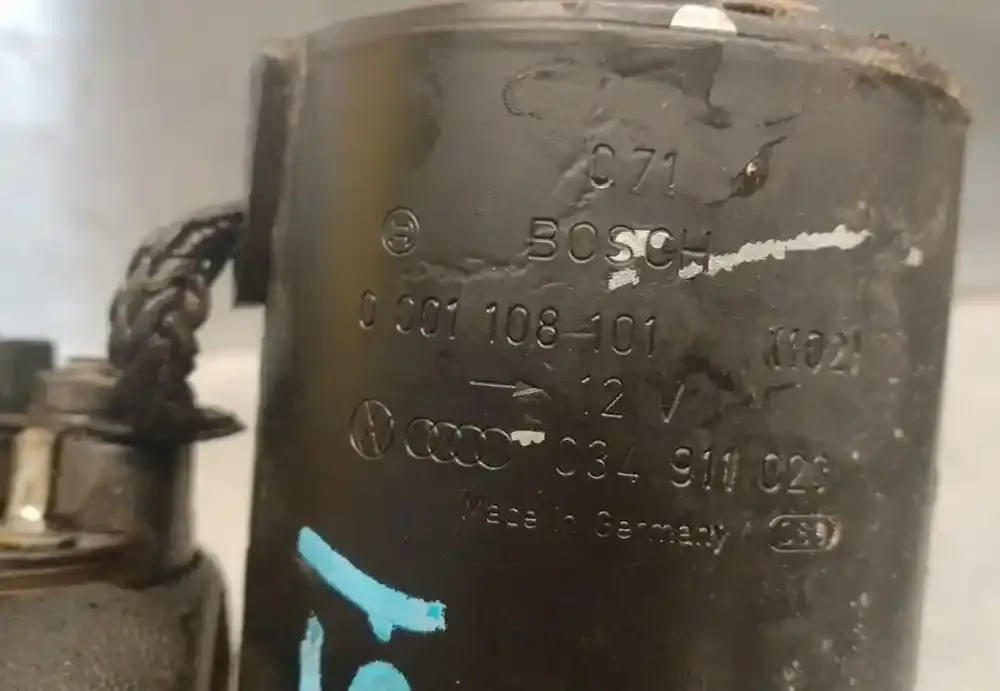 C71
BOSCH
0 001 108 101
12 V
034 911 023
Made in Germany